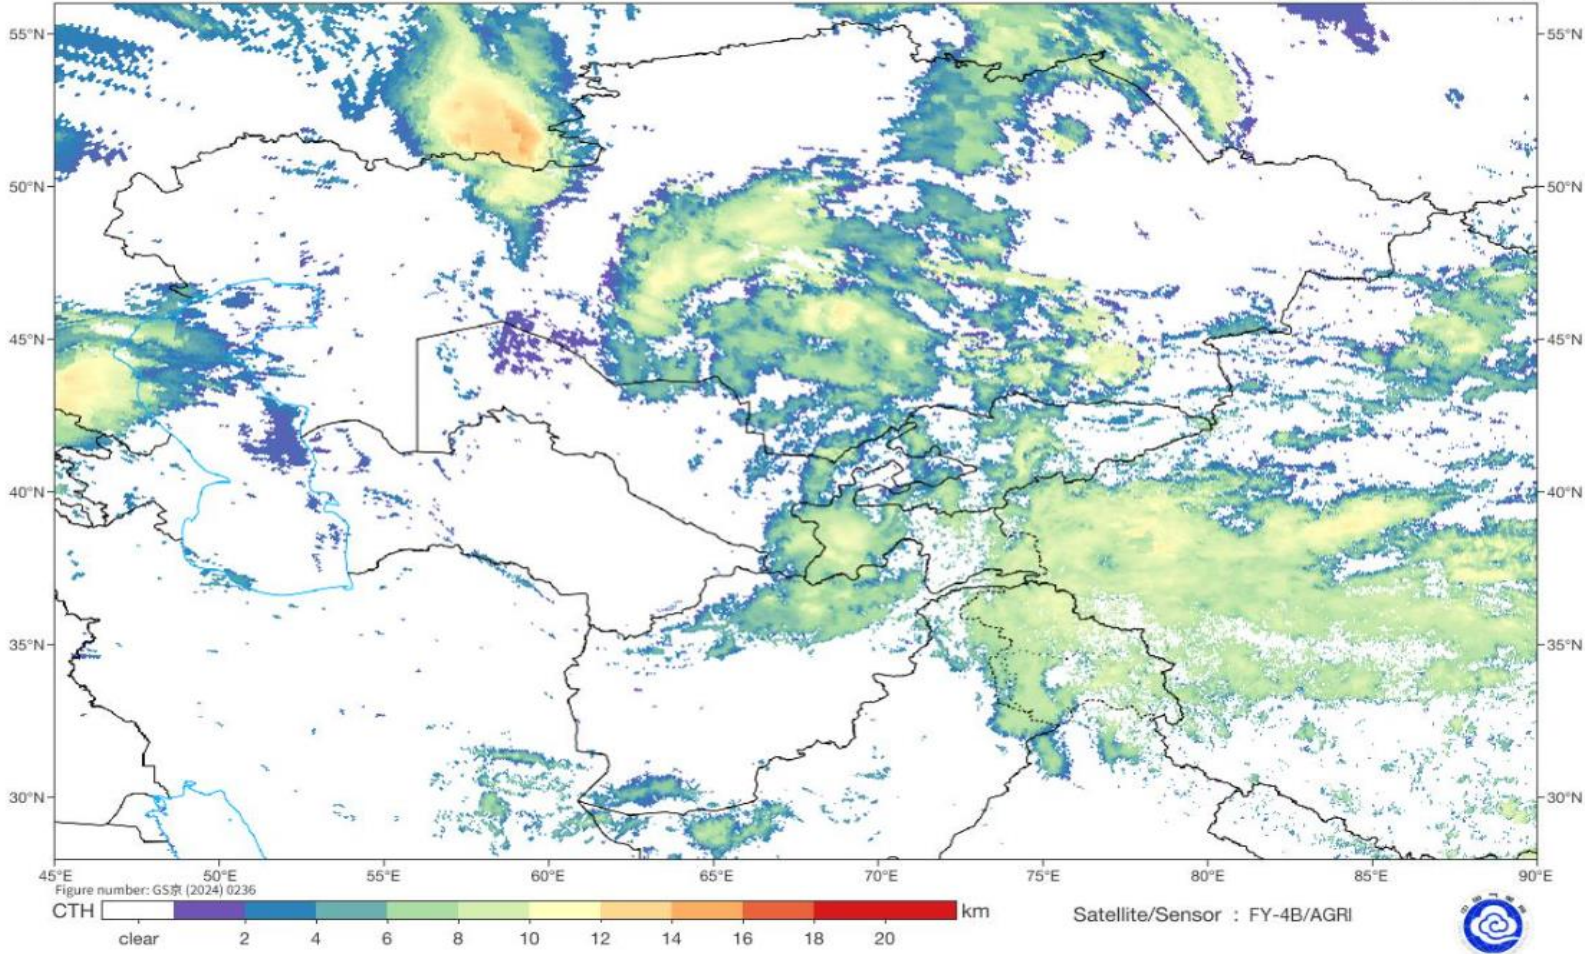 55°N 55°N
50°N 50°N
45°N 45°N
40°N 40°N
35°N 35°N
30°N 30°N
45°E 50°E 55°E 60°E 65°E 70°E 75°E 80°E 85°E 90°E
Figure number: GS京 (2024) 0236
CTH km
clear 2 4 6 8 10 12 14 16 18 20
Satellite/Sensor : FY-4B/AGRI